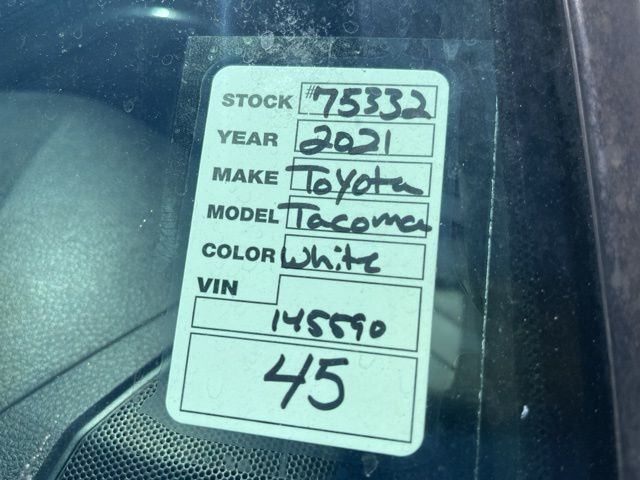 STOCK #75332
YEAR 2021
MAKE Toyota
MODEL Tacoma
COLOR White
VIN
145590
45